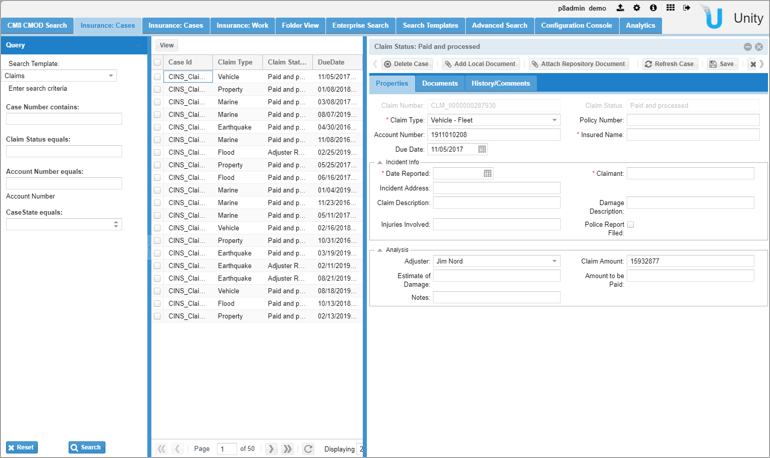 p8admin demo
CM8 CMOD Search Insurance: Cases Insurance: Cases Insurance: Work Folder View Enterprise Search Search Templates Advanced Search Configuration Console Analytics
Unity
Query
Search Template:
Claims
Enter search criteria
Case Number contains:
Claim Status equals:
Account Number equals:
Account Number
CaseState equals:
Reset Search
View
Case Id Claim Type Claim Stat... DueDate
CINS_Clai... Vehicle Paid and p... 11/05/2017...
CINS_Clai... Property Paid and p... 01/08/2018...
CINS_Clai... Marine Paid and p... 03/08/2017...
CINS_Clai... Marine Paid and p... 08/07/2019...
CINS_Clai... Earthquake Paid and p... 04/30/2016...
CINS_Clai... Marine Paid and p... 11/08/2016...
CINS_Clai... Flood Adjuster R... 02/25/2019...
CINS_Clai... Property Paid and p... 05/25/2017...
CINS_Clai... Flood Paid and p... 06/16/2017...
CINS_Clai... Marine Paid and p... 01/04/2019...
CINS_Clai... Marine Paid and p... 11/23/2016...
CINS_Clai... Marine Paid and p... 05/11/2017...
CINS_Clai... Vehicle Paid and p... 02/16/2018...
CINS_Clai... Property Paid and p... 10/31/2016...
CINS_Clai... Earthquake Paid and p... 03/19/2019...
CINS_Clai... Earthquake Adjuster R... 02/11/2019...
CINS_Clai... Earthquake Adjuster R... 08/21/2019...
CINS_Clai... Vehicle Paid and p... 08/18/2019...
CINS_Clai... Flood Paid and p... 10/13/2018...
CINS_Clai... Property Paid and p... 02/13/2019...
Page 1 of 50 Displaying 2
Claim Status: Paid and processed
Delete Case Add Local Document Attach Repository Document Refresh Case Save
Properties Documents History/Comments
Claim Number: CLM_0000000287930 Claim Status: Paid and processed
* Claim Type: Vehicle - Fleet Policy Number:
Account Number: 1911010208 * Insured Name:
Due Date: 11/05/2017
Incident Info
* Date Reported: * Claimant:
Incident Address:
Claim Description: Damage
Description:
Injuries Involved: Police Report
Filed:
Analysis
Adjuster: Jim Nord Claim Amount: 15932877
Estimate of Amount to be
Damage: Paid:
Notes: